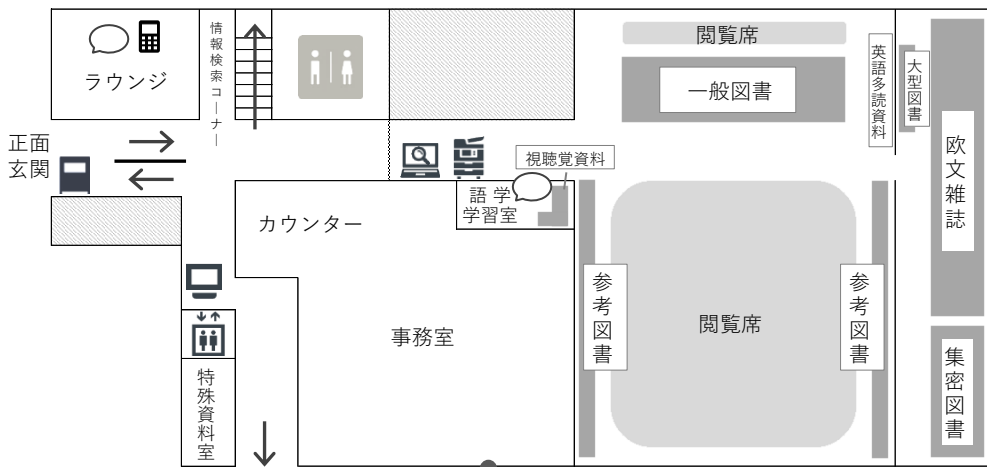 ラウンジ
情報検索コーナー
閲覧席
一般図書
英語多読資料
大型図書
欧文雑誌
正面
玄関
視聴覚資料
語学
学習室
カウンター
参考図書
閲覧席
参考図書
事務室
集密図書
特殊資料室